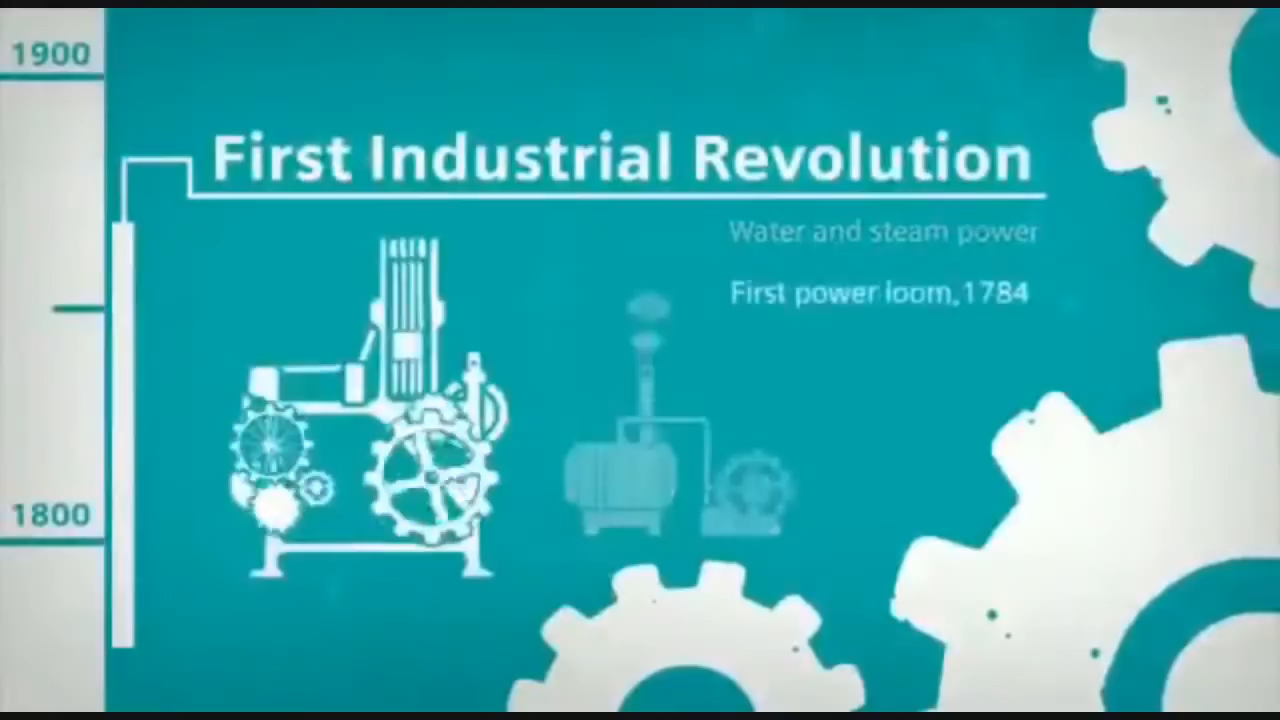 1900
First Industrial Revolution
Water and steam power
First power loom, 1784
1800